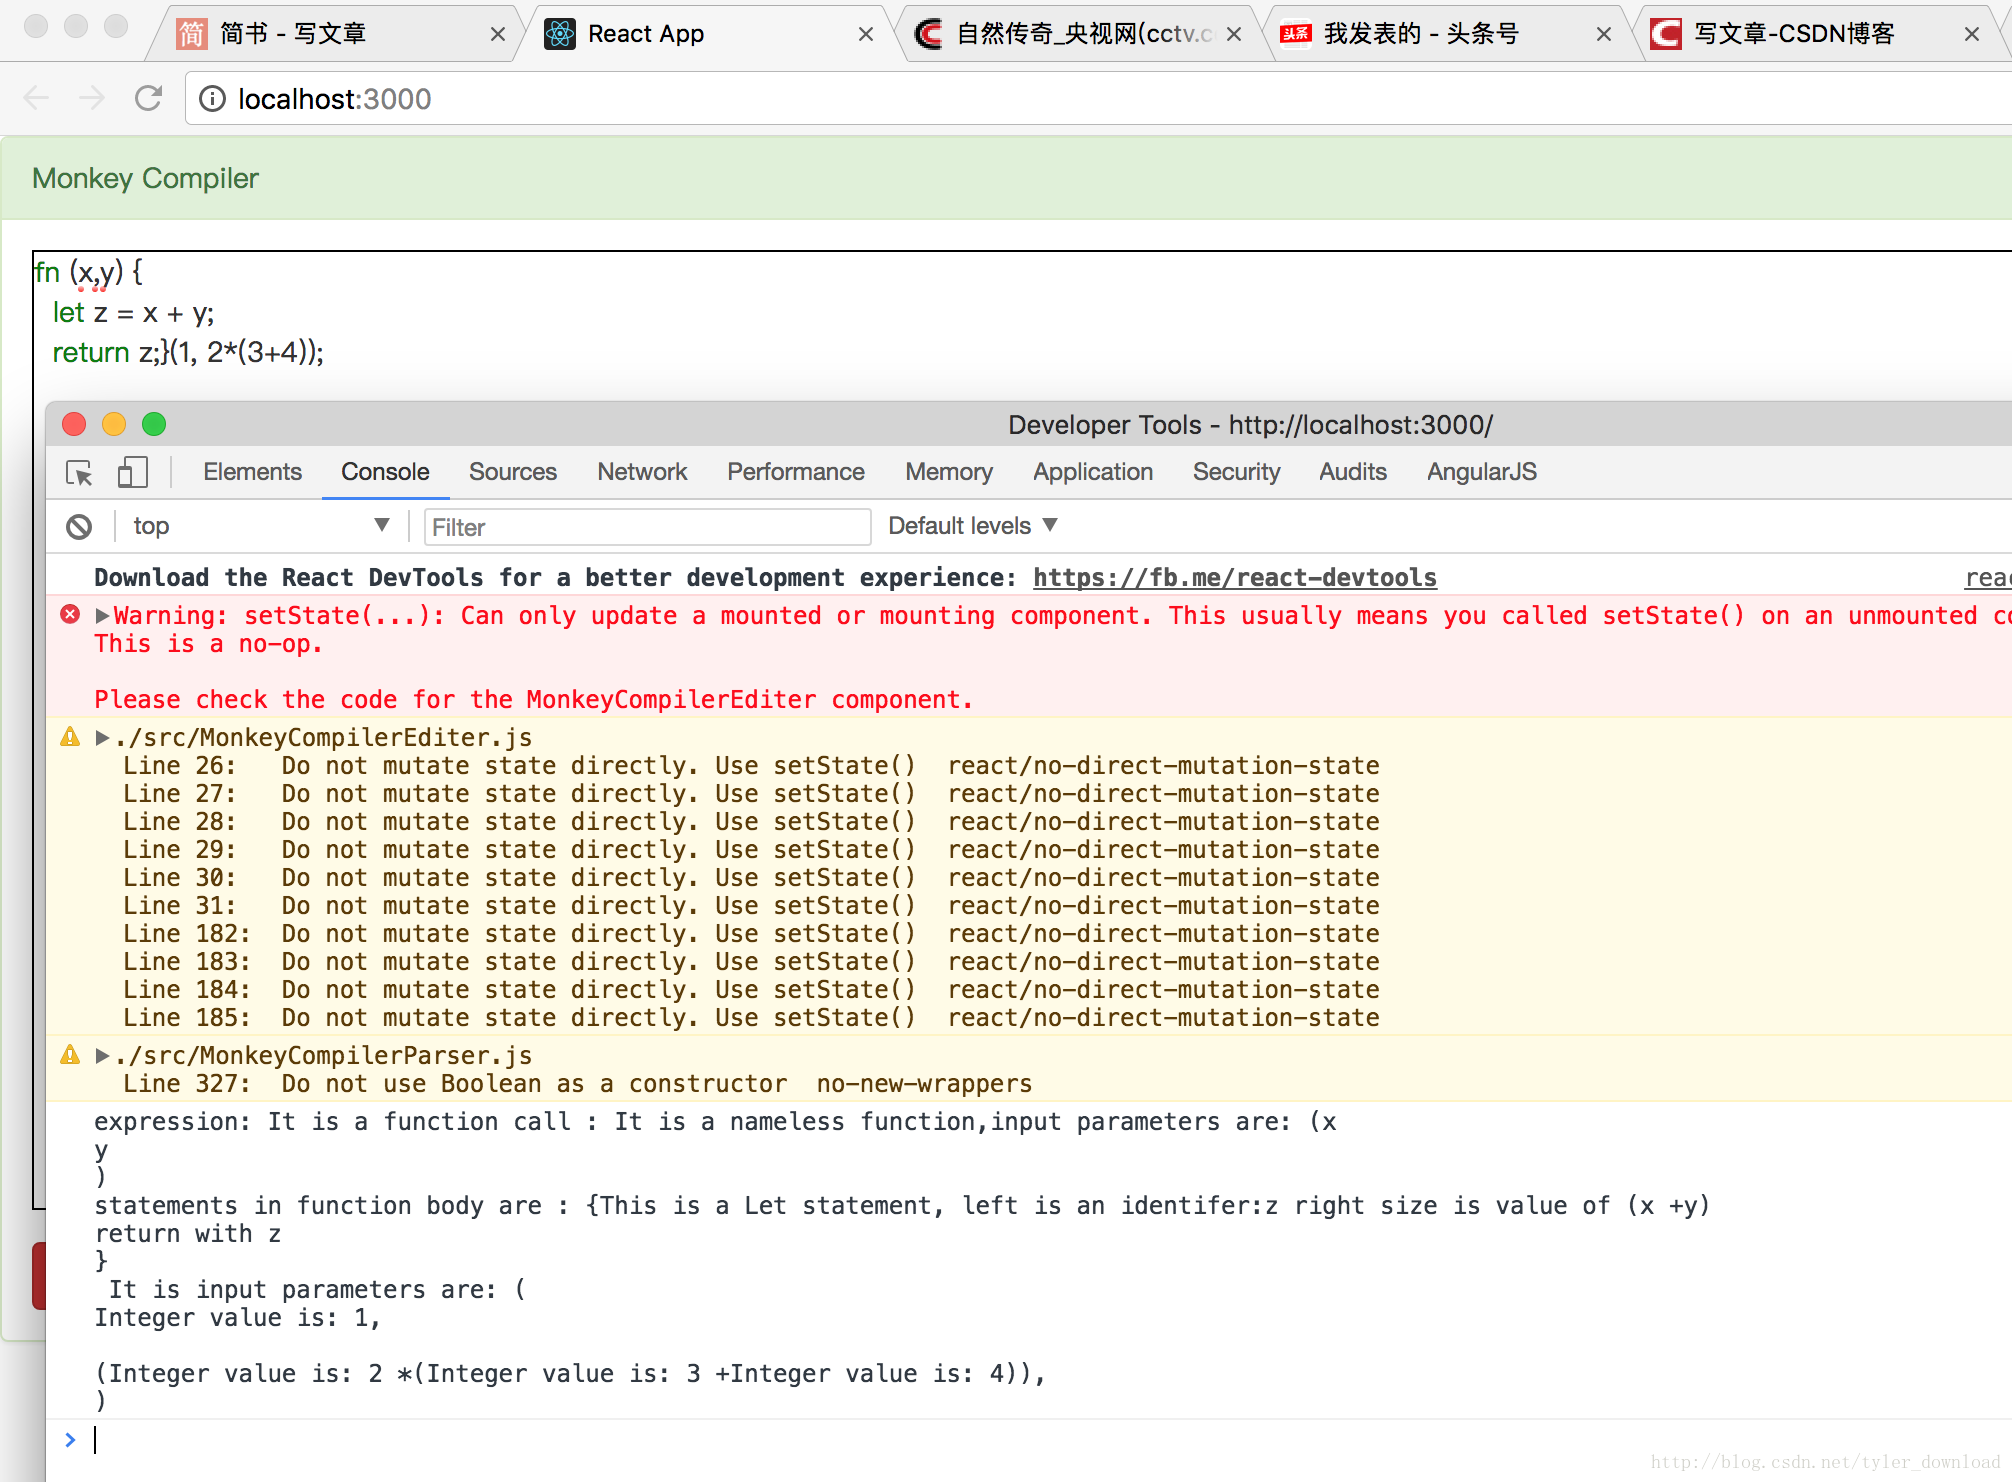 简 简书 - 写文章
React App
自然传奇_央视网(cctv.c
头条 我发表的 - 头条号
写文章-CSDN博客
localhost:3000
Monkey Compiler
fn (x,y) {
let z = x + y;
return z;}(1, 2*(3+4));
Developer Tools - http://localhost:3000/
Elements Console Sources Network Performance Memory Application Security Audits AngularJS
top Filter Default levels
Download the React DevTools for a better development experience: https://fb.me/react-devtools reac
Warning: setState(...): Can only update a mounted or mounting component. This usually means you called setState() on an unmounted co
This is a no-op.
Please check the code for the MonkeyCompilerEditer component.
./src/MonkeyCompilerEditer.js
Line 26: Do not mutate state directly. Use setState() react/no-direct-mutation-state
Line 27: Do not mutate state directly. Use setState() react/no-direct-mutation-state
Line 28: Do not mutate state directly. Use setState() react/no-direct-mutation-state
Line 29: Do not mutate state directly. Use setState() react/no-direct-mutation-state
Line 30: Do not mutate state directly. Use setState() react/no-direct-mutation-state
Line 31: Do not mutate state directly. Use setState() react/no-direct-mutation-state
Line 182: Do not mutate state directly. Use setState() react/no-direct-mutation-state
Line 183: Do not mutate state directly. Use setState() react/no-direct-mutation-state
Line 184: Do not mutate state directly. Use setState() react/no-direct-mutation-state
Line 185: Do not mutate state directly. Use setState() react/no-direct-mutation-state
./src/MonkeyCompilerParser.js
Line 327: Do not use Boolean as a constructor no-new-wrappers
expression: It is a function call : It is a nameless function,input parameters are: (x
y
)
statements in function body are : {This is a Let statement, left is an identifer:z right size is value of (x +y)
return with z
}
It is input parameters are: (
Integer value is: 1,
(Integer value is: 2 *(Integer value is: 3 +Integer value is: 4)),
)
>
http://blog.csdn.net/tyler_download